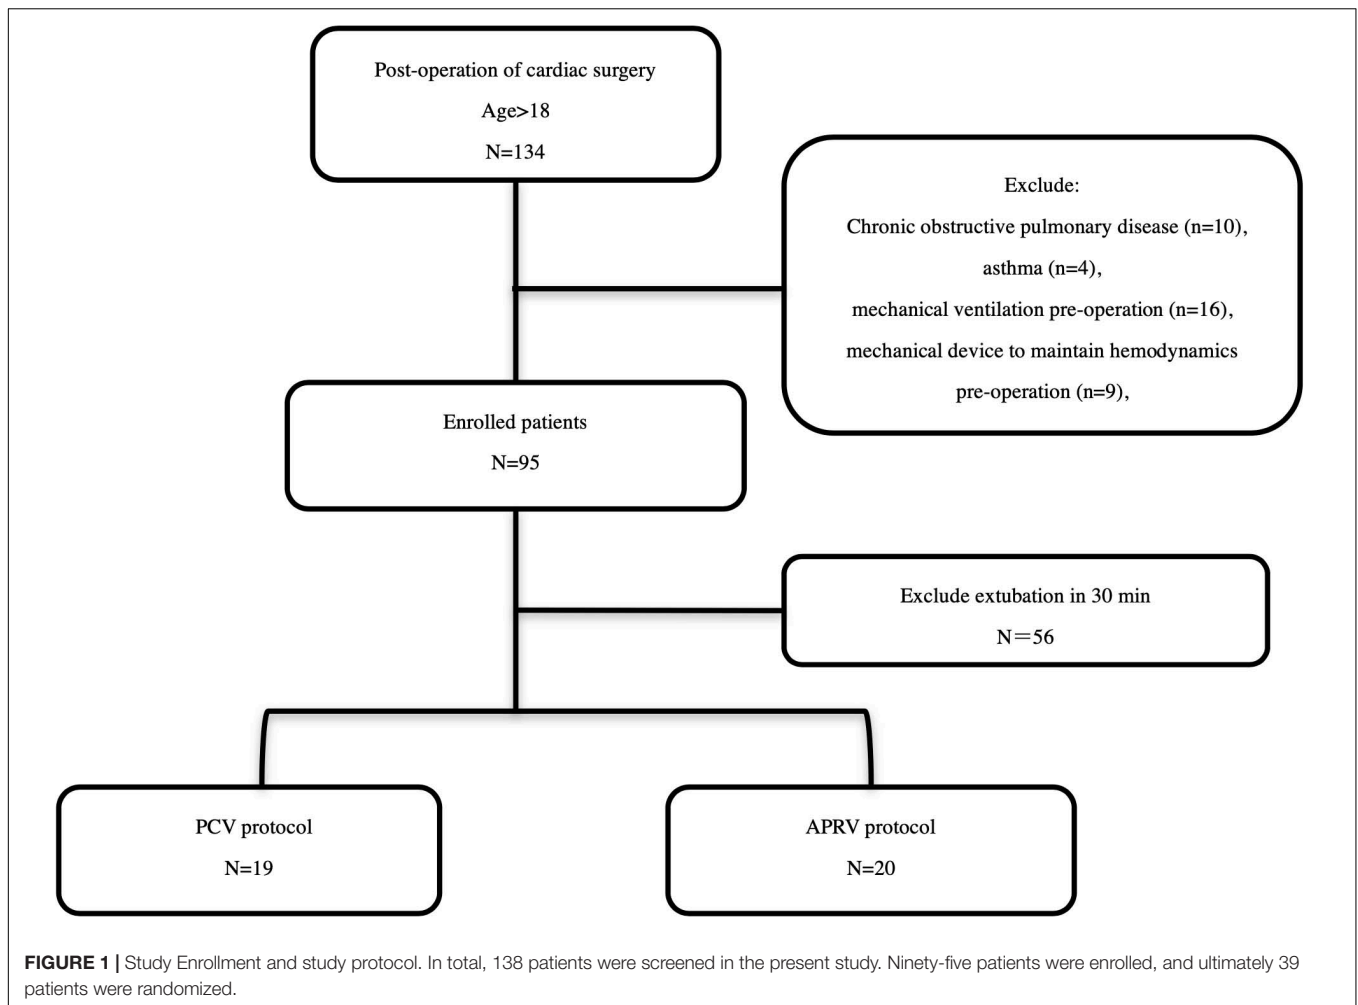 Post-operation of cardiac surgery
Age>18
N=134
Exclude:
Chronic obstructive pulmonary disease (n=10),
asthma (n=4),
mechanical ventilation pre-operation (n=16),
mechanical device to maintain hemodynamics
pre-operation (n=9),
Enrolled patients
N=95
Exclude extubation in 30 min
N=56
PCV protocol
N=19
APRV protocol
N=20
FIGURE 1 | Study Enrollment and study protocol. In total, 138 patients were screened in the present study. Ninety-five patients were enrolled, and ultimately 39
patients were randomized.